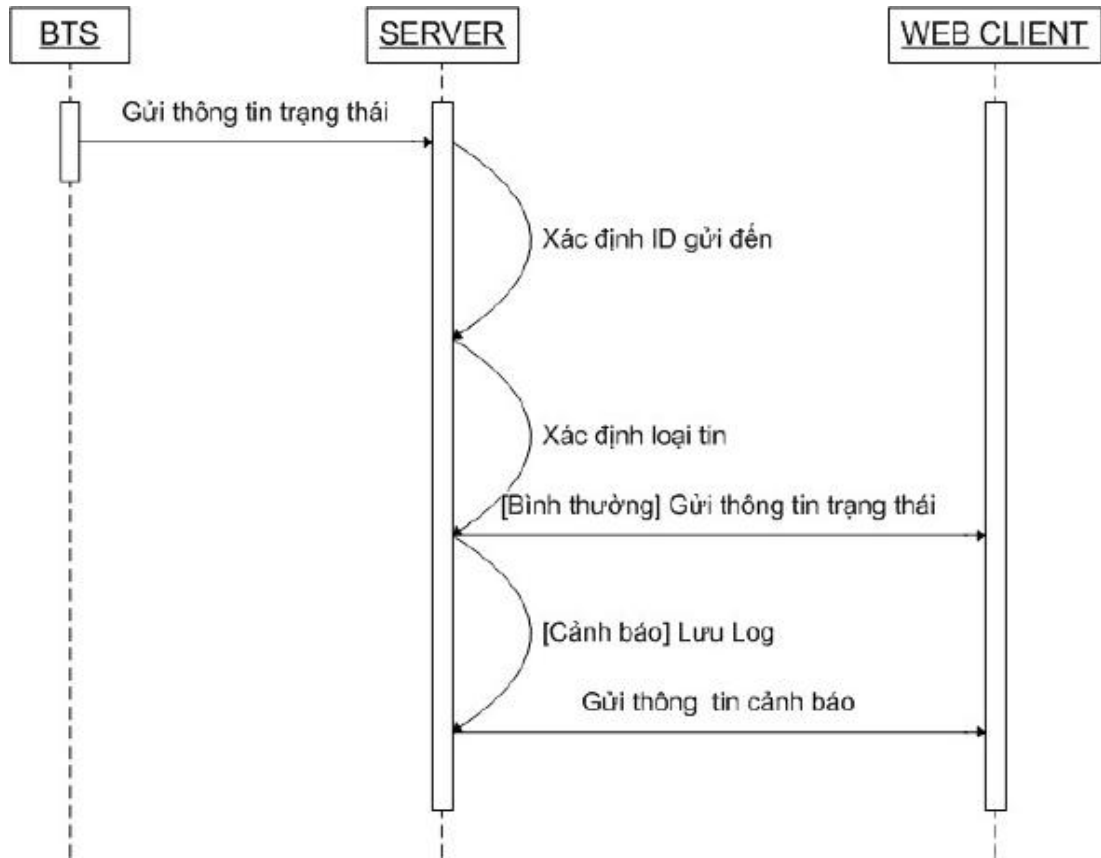 BTS
SERVER
WEB CLIENT
Gửi thông tin trạng thái
Xác định ID gửi đến
Xác định loại tin
[Bình thường] Gửi thông tin trạng thái
[Cảnh báo] Lưu Log
Gửi thông tin cảnh báo